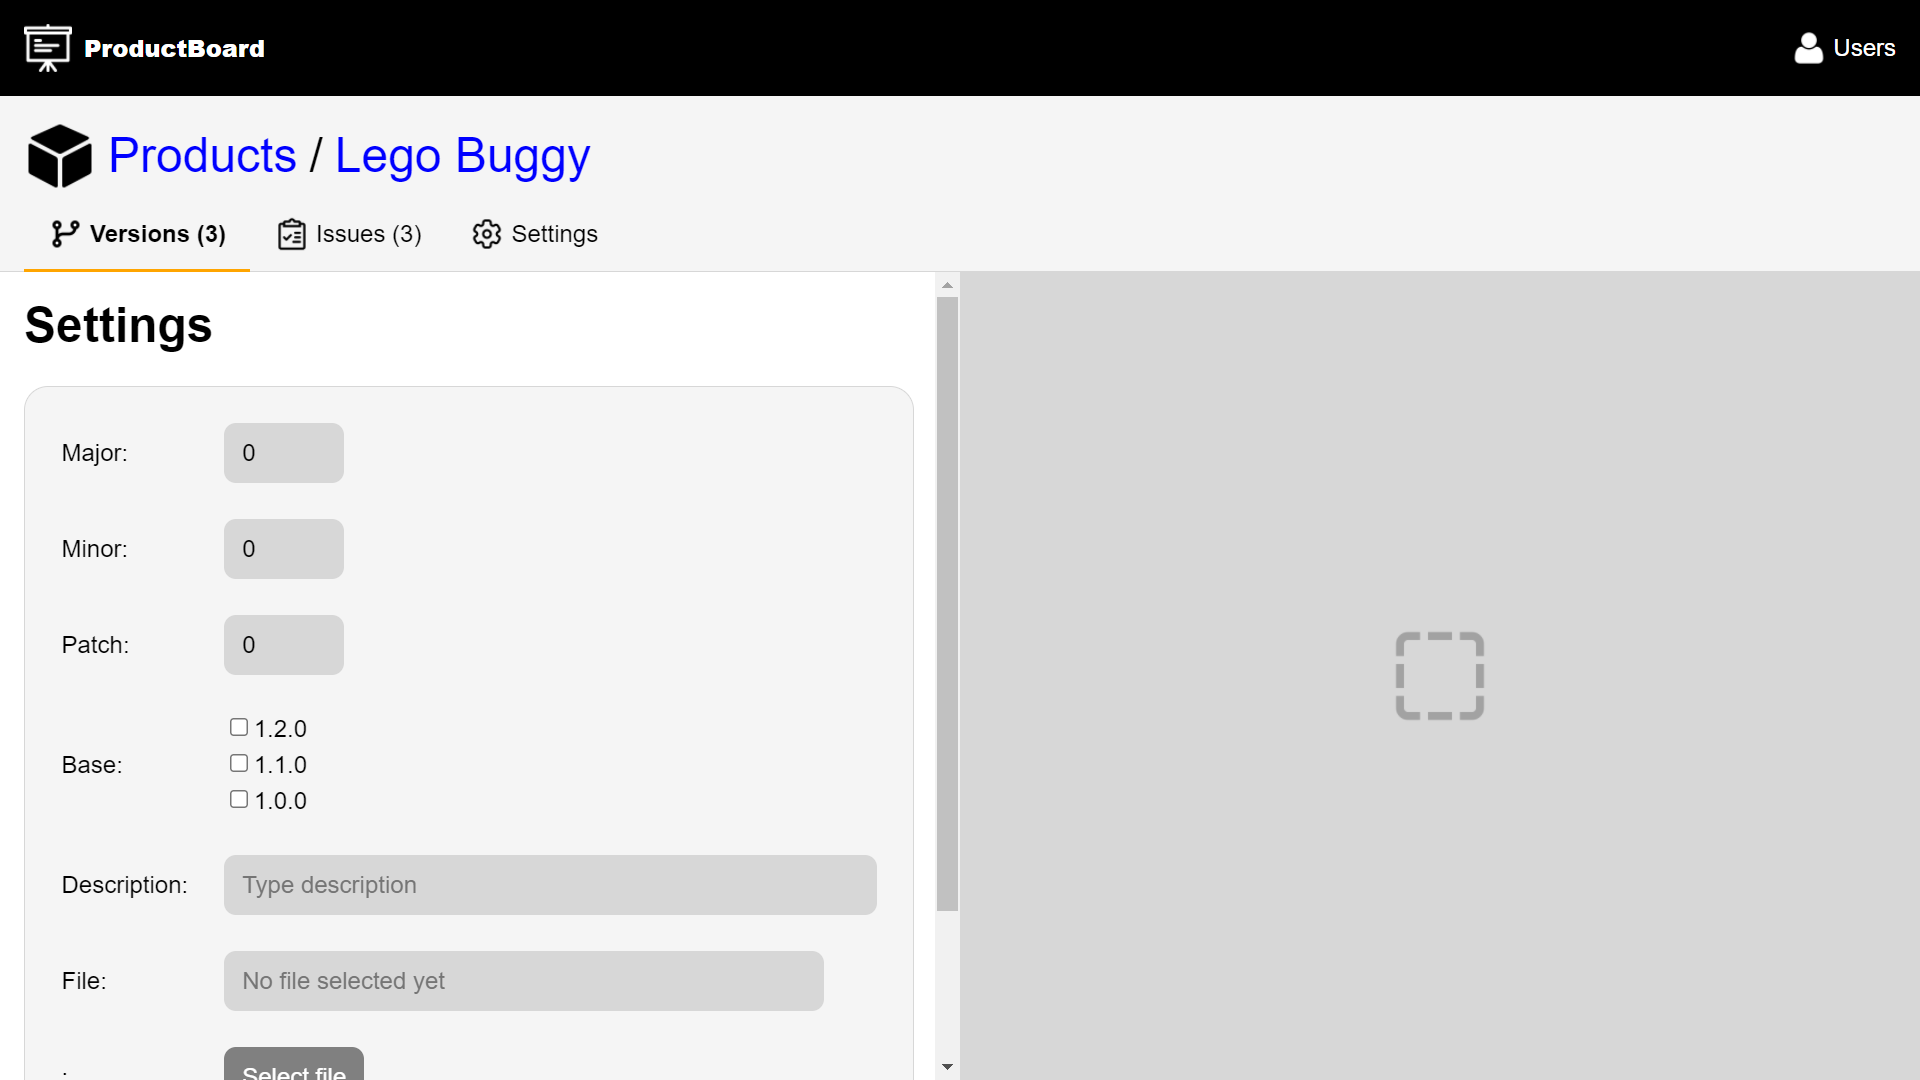 ProductBoard
Users
Products / Lego Buggy
Versions (3)
Issues (3)
Settings
Settings
Major:
0
Minor:
0
Patch:
0
Base:
1.2.0
1.1.0
1.0.0
Description:
Type description
File:
No file selected yet
:
Select file